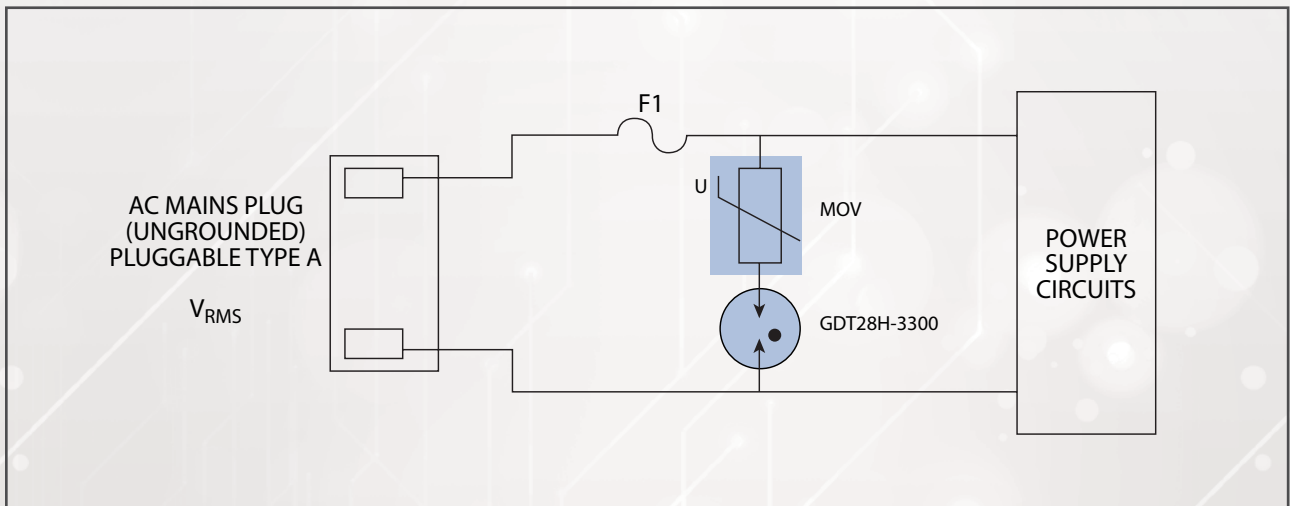 F1
AC MAINS PLUG
(UNGROUNDED)
PLUGGABLE TYPE A
VRMS
U
MOV
GDT28H-3300
POWER
SUPPLY
CIRCUITS